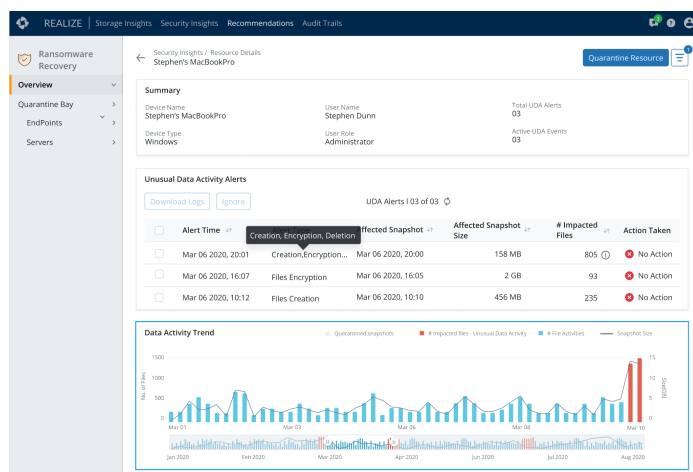 REALIZE | Storage Insights Security Insights Recommendations Audit Trails
3
Ransomware
Recovery
Overview
Quarantine Bay
EndPoints
Servers
Security Insights / Resource Details
Stephen's MacBookPro
Quarantine Resource
1
Summary
Device Name
Stephen's MacBookPro
User Name
Stephen Dunn
Total UDA Alerts
03
Device Type
Windows
User Role
Administrator
Active UDA Events
03
Unusual Data Activity Alerts
Download Logs Ignore UDA Alerts I 03 of 03
Alert Time Affected Snapshot Affected Snapshot Size # Impacted Files Action Taken
Creation, Encryption, Deletion
Mar 06 2020, 20:01 Creation,Encryption... Mar 06 2020, 20:00 158 MB 805 No Action
Mar 06 2020, 16:07 Files Encryption Mar 06 2020, 16:05 2 GB 93 No Action
Mar 06 2020, 10:12 Files Creation Mar 06 2020, 10:10 456 MB 235 No Action
Data Activity Trend
Quarantined snapshots # Impacted files - Unusual Data Activity # File Activities Snapshot Size
No. of Files
1500
1000
500
0
15
10
5
0
Size(GB)
Mar 01 Mar 03 Mar 06 Mar 08 Mar 10
Jan 2020 Feb 2020 Mar 2020 Apr 2020 Jun 2020 Jul 2020 Aug 2020